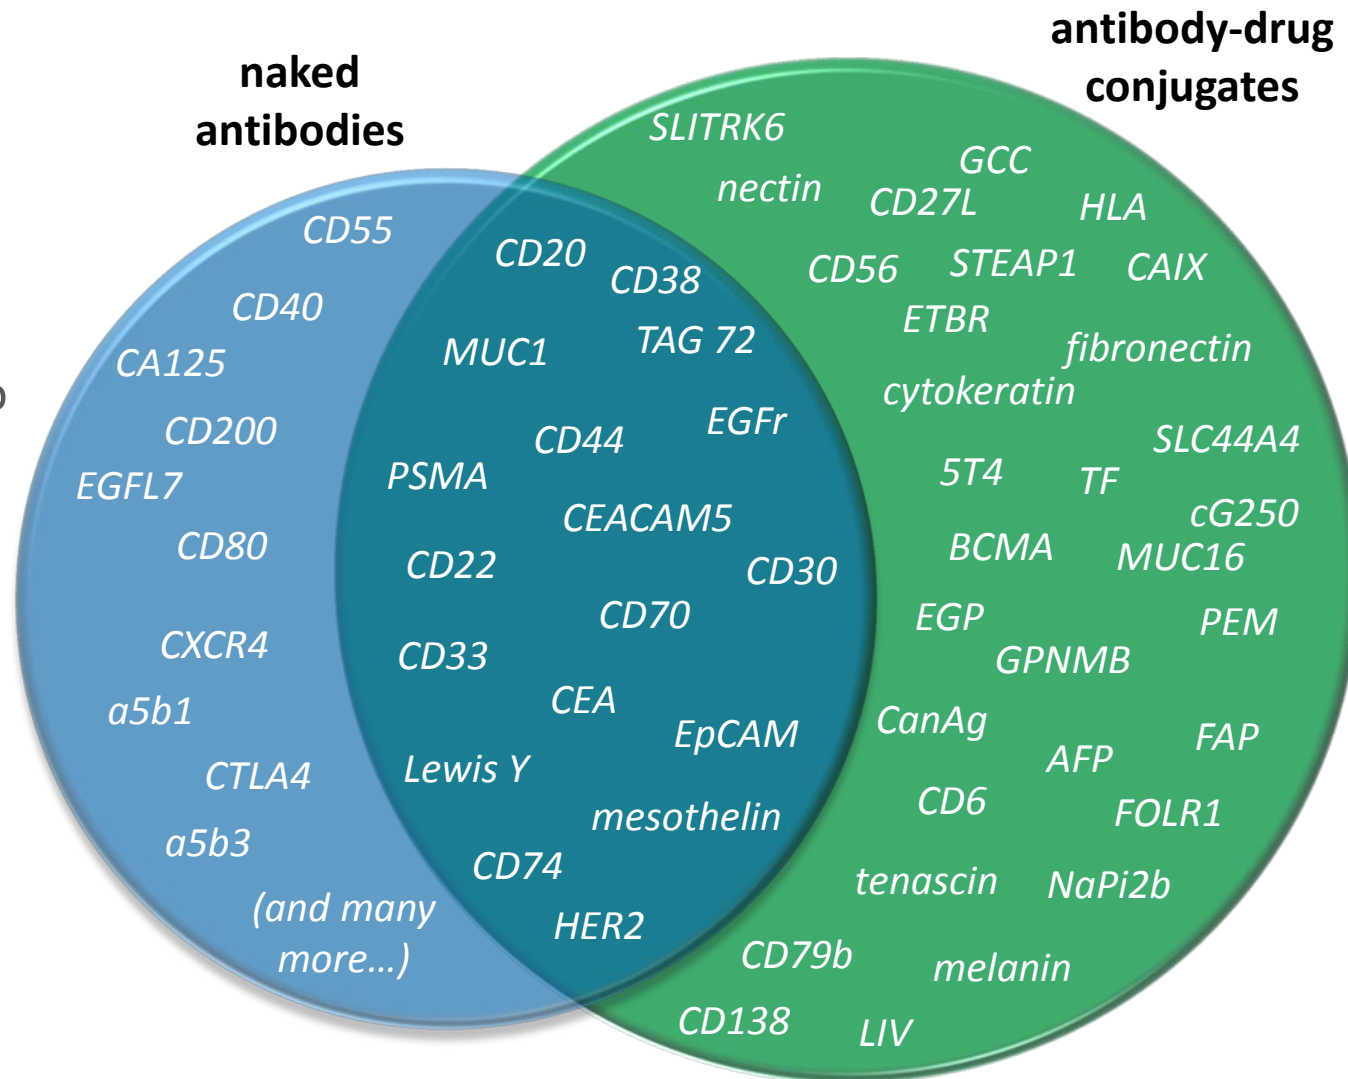 naked
antibodies
antibody-drug
conjugates
CD55
CD40
CA125
CD200
EGFL7
CD80
CXCR4
a5b1
CTLA4
a5b3
(and many
more…)
CD20
CD38
MUC1
TAG 72
EGFr
CD44
PSMA
CEACAM5
CD22
CD30
CD70
CD33
CEA
EpCAM
Lewis Y
mesothelin
CD74
HER2
SLITRK6
GCC
nectin
CD27L
HLA
CD56
STEAP1
CAIX
ETBR
fibronectin
cytokeratin
SLC44A4
5T4
TF
cG250
BCMA
MUC16
EGP
PEM
GPNMB
CanAg
FAP
AFP
CD6
FOLR1
tenascin
NaPi2b
CD79b
melanin
CD138
LIV